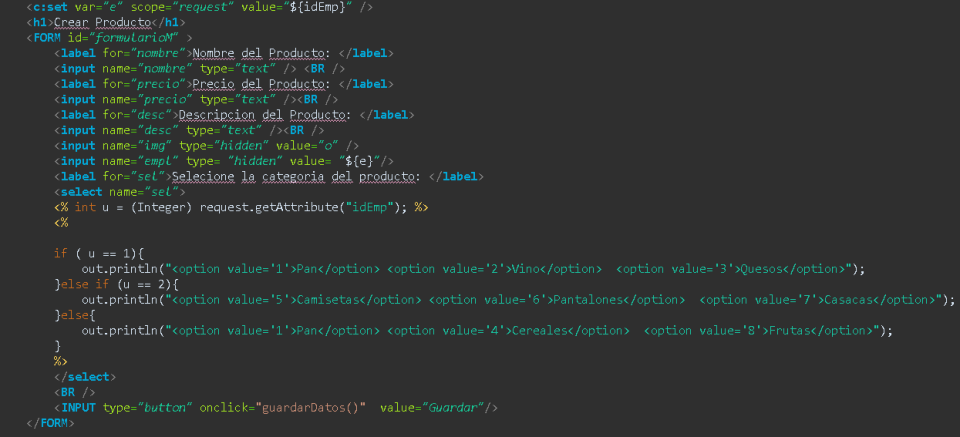 <c:set var="e" scope="request" value="${idEmp}" />
<h1>Crear Producto</h1>
<FORM id="formularioM" >
<label for="nombre">Nombre del Producto: </label>
<input name="nombre" type="text" /> <BR />
<label for="precio">Precio del Producto: </label>
<input name="precio" type="text" /><BR />
<label for="desc">Descripcion del Producto: </label>
<input name="desc" type="text" /><BR />
<input name="img" type="hidden" value="o" />
<input name="empl" type= "hidden" value= "${e}"/>
<label for="sel">Selecione la categoria del producto: </label>
<select name="sel">
<% int u = (Integer) request.getAttribute("idEmp"); %>
<%
if ( u == 1){
out.println("<option value='1'>Pan</option> <option value='2'>Vino</option>  <option value='3'>Quesos</option>");
}else if (u == 2){
out.println("<option value='5'>Camisetas</option> <option value='6'>Pantalones</option>  <option value='7'>Casacas</option>");
}else{
out.println("<option value='1'>Pan</option> <option value='4'>Cereales</option>  <option value='8'>Frutas</option>");
}
%>
</select>
<BR />
<INPUT type="button" onclick="guardarDatos()"  value="Guardar"/>
</FORM>